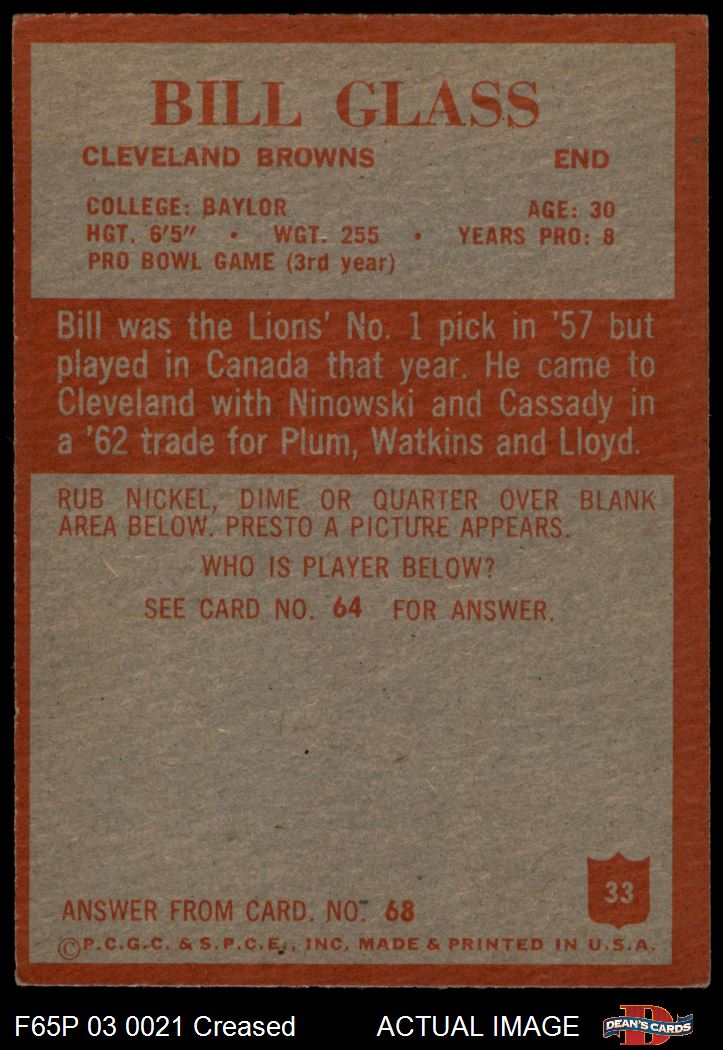 BILL GLASS
CLEVELAND BROWNS END
COLLEGE: BAYLOR AGE: 30
HGT. 6'5" • WGT. 255 • YEARS PRO: 8
PRO BOWL GAME (3rd year)
Bill was the Lions' No. 1 pick in '57 but
played in Canada that year. He came to
Cleveland with Ninowski and Cassady in
a '62 trade for Plum, Watkins and Lloyd.
RUB NICKEL, DIME OR QUARTER OVER BLANK
AREA BELOW. PRESTO A PICTURE APPEARS.
WHO IS PLAYER BELOW?
SEE CARD NO. 64 FOR ANSWER.
33
ANSWER FROM CARD. NO. 68
©P.C.G.C. & S.P.C.E., INC. MADE & PRINTED IN U.S.A.
F65P 03 0021 Creased ACTUAL IMAGE
D
DEAN'S CARDS